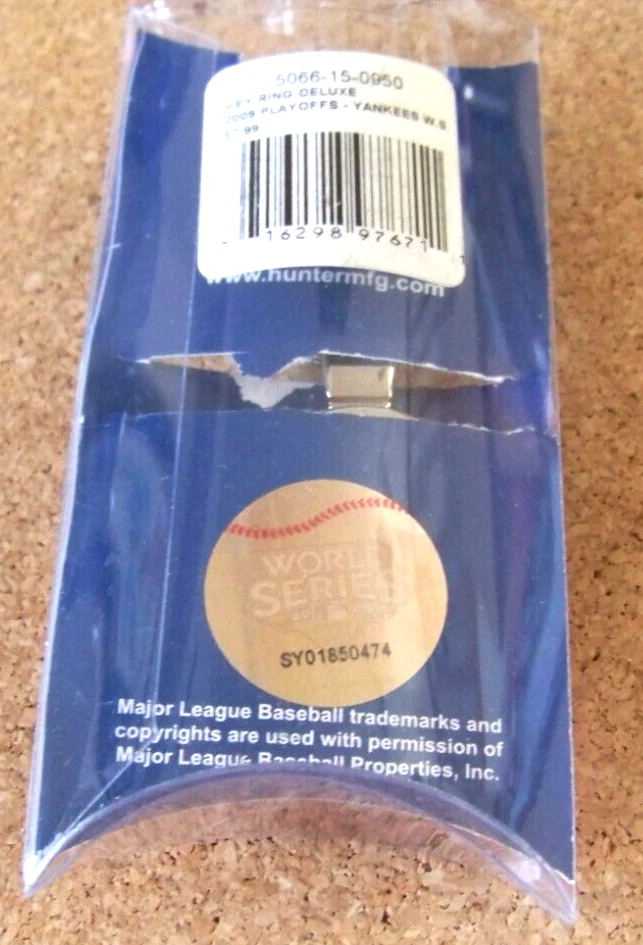 5066-15-0950
KEY RING-DELUXE
2009 PLAYOFFS - YANKEES W.S.
16298 97671 1
www.huntermfg.com
WORLD
SERIES
SY01850474
Major League Baseball trademarks and
copyrights are used with permission of
Major League Baseball Properties, Inc.